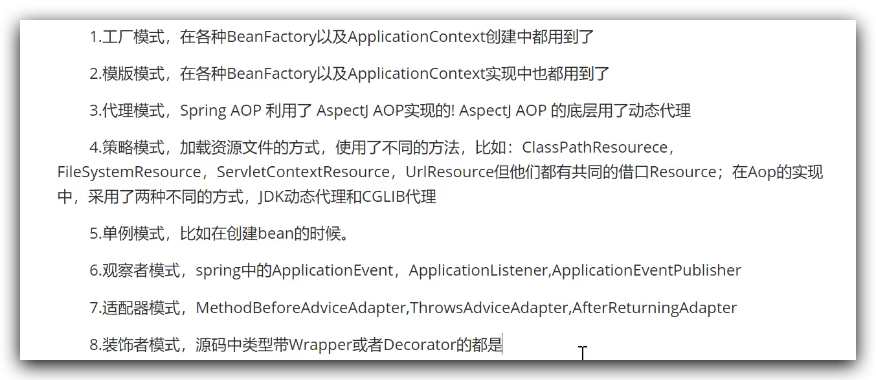 1.工厂模式，在各种BeanFactory以及ApplicationContext创建中都用到了
2.模版模式，在各种BeanFactory以及ApplicationContext实现中也都用到了
3.代理模式，Spring AOP 利用了 AspectJ AOP实现的! AspectJ AOP 的底层用了动态代理
4.策略模式，加载资源文件的方式，使用了不同的方法，比如：ClassPathResourece，
FileSystemResource，ServletContextResource，UrlResource但他们都有共同的借口Resource；在Aop的实现
中，采用了两种不同的方式，JDK动态代理和CGLIB代理
5.单例模式，比如在创建bean的时候。
6.观察者模式，spring中的ApplicationEvent，ApplicationListener,ApplicationEventPublisher
7.适配器模式，MethodBeforeAdviceAdapter,ThrowsAdviceAdapter,AfterReturningAdapter
8.装饰者模式，源码中类型带Wrapper或者Decorator的都是